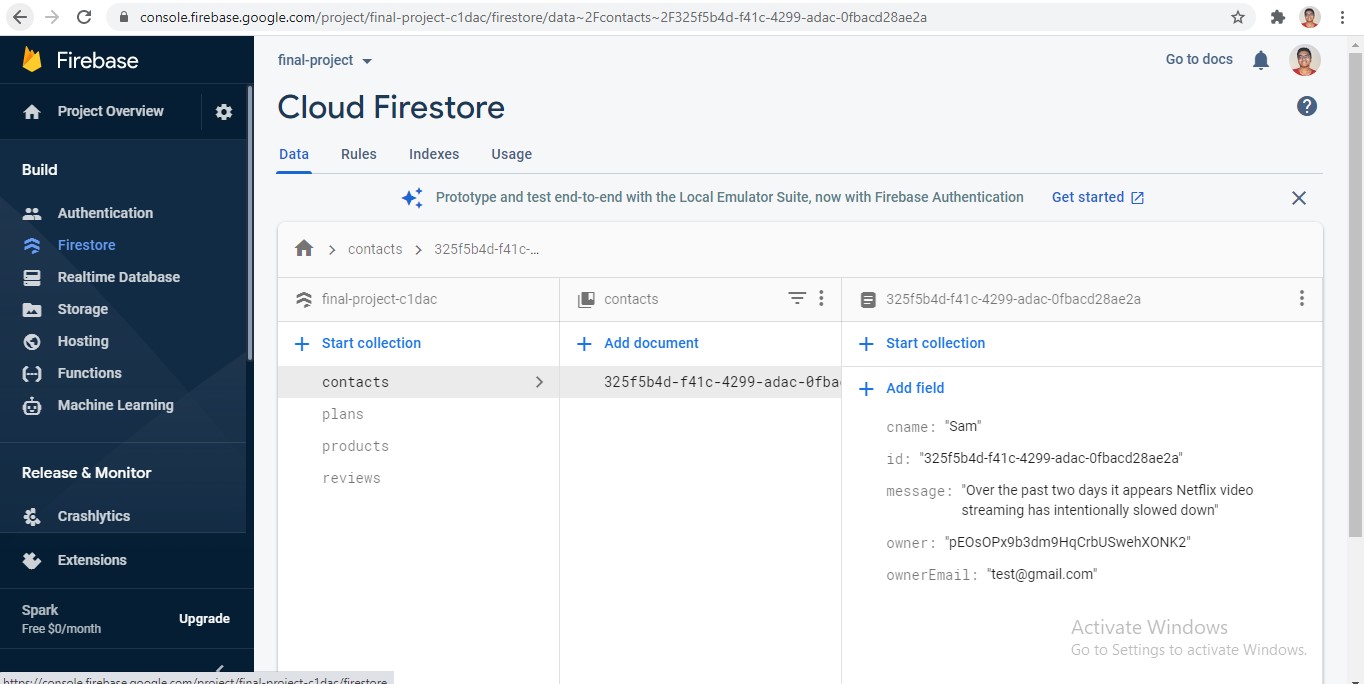 console.firebase.google.com/project/final-project-c1dac/firestore/data~2Fcontacts~2F325f5b4d-f41c-4299-adac-0fbacd28ae2a
Firebase
final-project
Go to docs
Project Overview
Cloud Firestore
Data Rules Indexes Usage
Build
Prototype and test end-to-end with the Local Emulator Suite, now with Firebase Authentication Get started
Authentication
Firestore
Realtime Database
Storage
Hosting
Functions
Machine Learning
Release & Monitor
Crashlytics
Extensions
Spark
Free $0/month
Upgrade
contacts 325f5b4d-f41c-...
final-project-c1dac
Start collection
contacts
plans
products
reviews
contacts
Add document
325f5b4d-f41c-4299-adac-0fba
325f5b4d-f41c-4299-adac-0fbacd28ae2a
Start collection
Add field
cname: "Sam"
id: "325f5b4d-f41c-4299-adac-0fbacd28ae2a"
message: "Over the past two days it appears Netflix video
streaming has intentionally slowed down"
owner: "pEOsOPx9b3dm9HqCrbUSwehXONK2"
ownerEmail: "test@gmail.com"
Activate Windows
Go to Settings to activate Windows.
https://console.firebase.google.com/project/final-project-c1dac/firestore